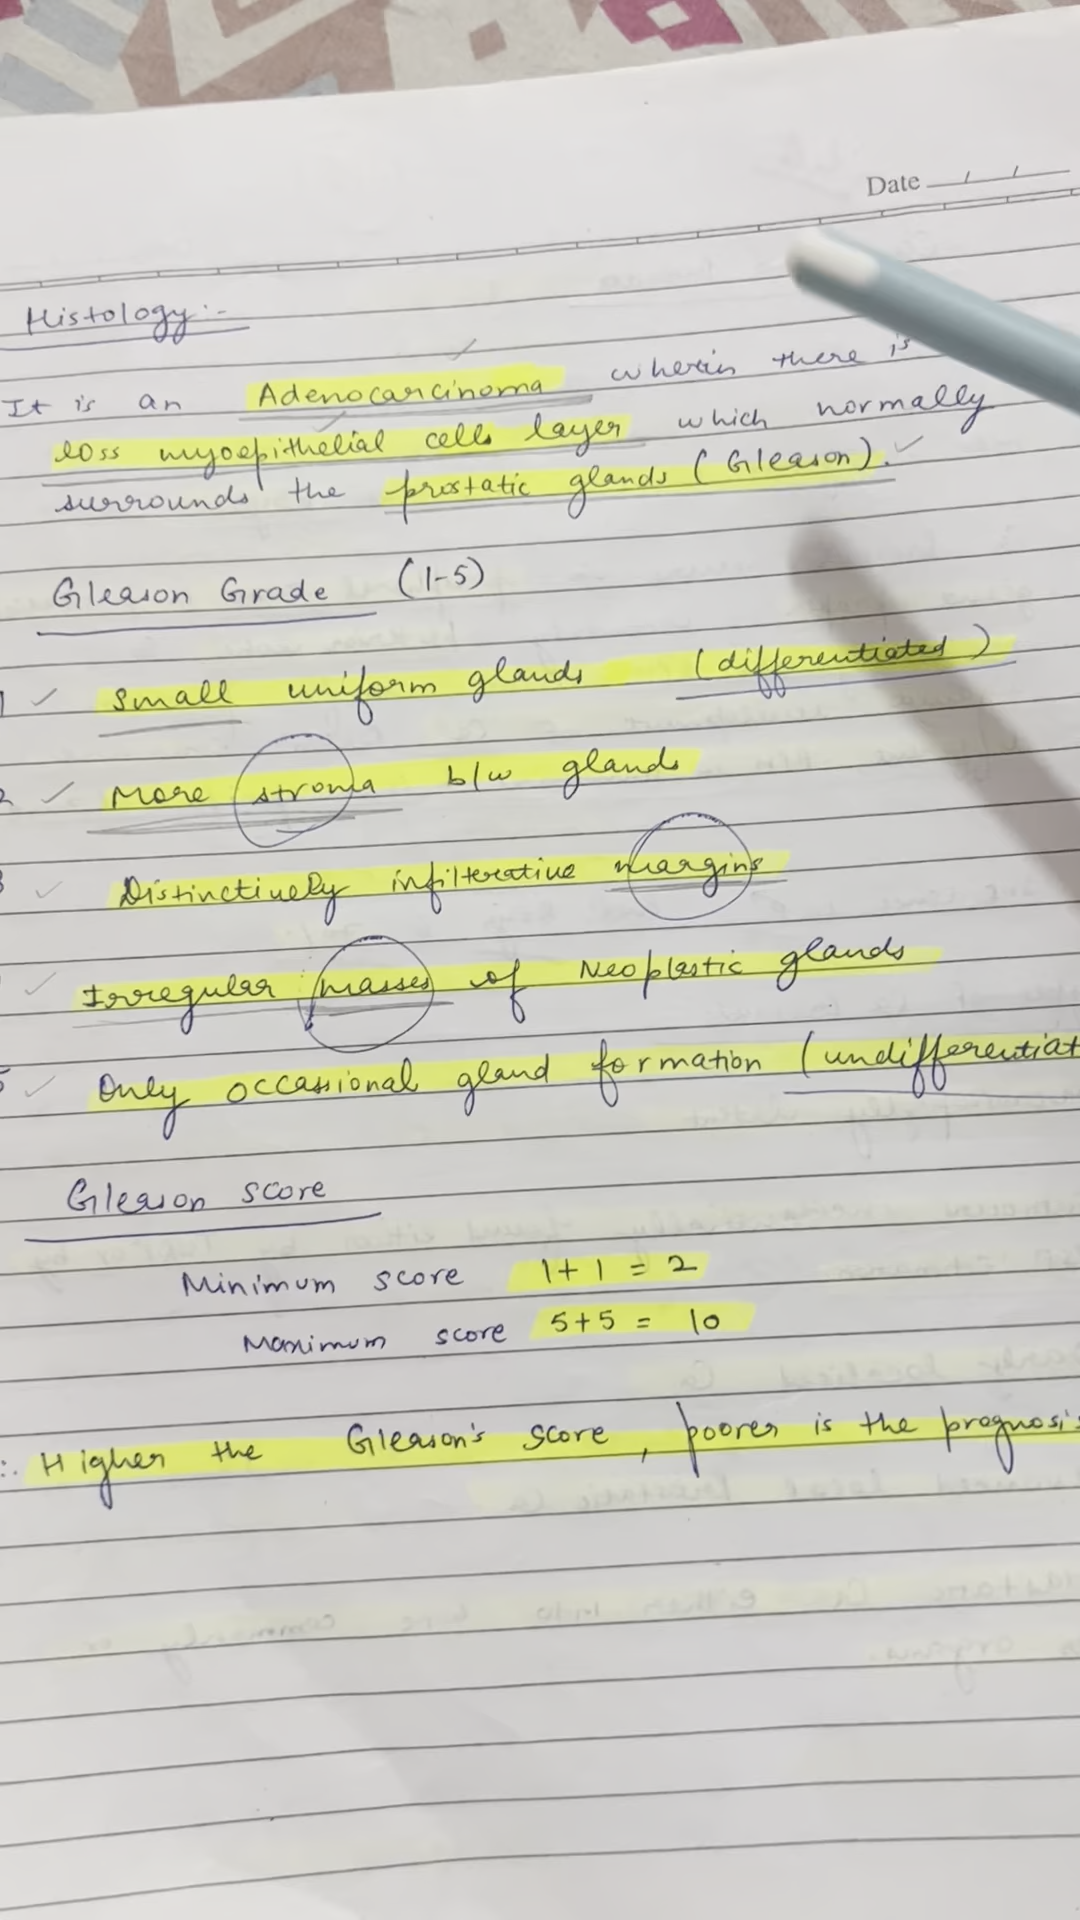 Date
Histology :-
It is an Adenocarcinoma wherein there is
loss myoepithelial cells layer which normally
surrounds the prostatic glands (Gleason).
Gleason Grade (1-5)
1 Small uniform glands (differentiated)
2 More stroma b/w glands
3 Distinctively infilterative margins
Irregular masses of Neoplastic glands
5 Only occassional gland formation (undifferentiat
Gleason score
Minimum score 1+1 = 2
Maximum score 5+5 = 10
∴ Higher the Gleason's score, poorer is the prognosis